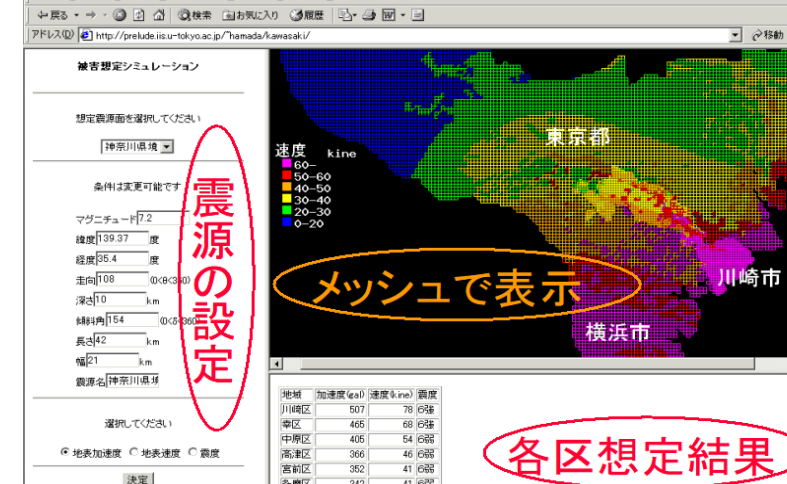 戻る
検索 お気に入り 履歴
アドレス(D) http://prelude.iis.u-tokyo.ac.jp/~hamada/kawasaki/ 移動
被害想定シミュレーション
想定震源面を選択してください
神奈川県境
条件は変更可能です
マグニチュード 7.2
緯度 139.37 度
経度 35.4 度
走向 108 (0<θ<360)
深さ 10 km
傾斜角 154 (0<δ<360)
長さ 42 km
幅 21 km
震源名 神奈川県境
選択してください
地表加速度 地表速度 震度
決定
震源の設定
速度 kine
60-
50-60
40-50
30-40
20-30
0-20
東京都
川崎市
横浜市
メッシュで表示
地域 加速度(gal) 速度(kine) 震度
川崎区 507 78 6強
幸区 465 68 6強
中原区 405 54 6弱
高津区 366 46 6弱
宮前区 352 41 6弱
多摩区 342 41 6弱
各区想定結果